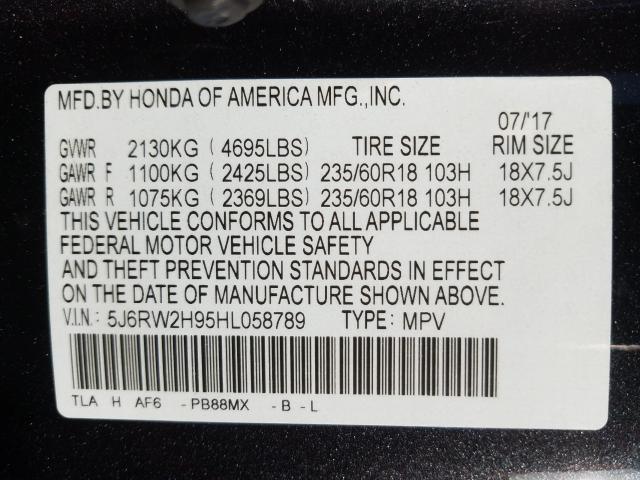 MFD.BY HONDA OF AMERICA MFG.,INC.
07/'17
GVWR 2130KG ( 4695LBS) TIRE SIZE RIM SIZE
GAWR F 1100KG ( 2425LBS) 235/60R18 103H 18X7.5J
GAWR R 1075KG ( 2369LBS) 235/60R18 103H 18X7.5J
THIS VEHICLE CONFORMS TO ALL APPLICABLE
FEDERAL MOTOR VEHICLE SAFETY
AND THEFT PREVENTION STANDARDS IN EFFECT
ON THE DATE OF MANUFACTURE SHOWN ABOVE.
V.I.N.: 5J6RW2H95HL058789 TYPE: MPV
TLA H AF6 - PB88MX - B - L